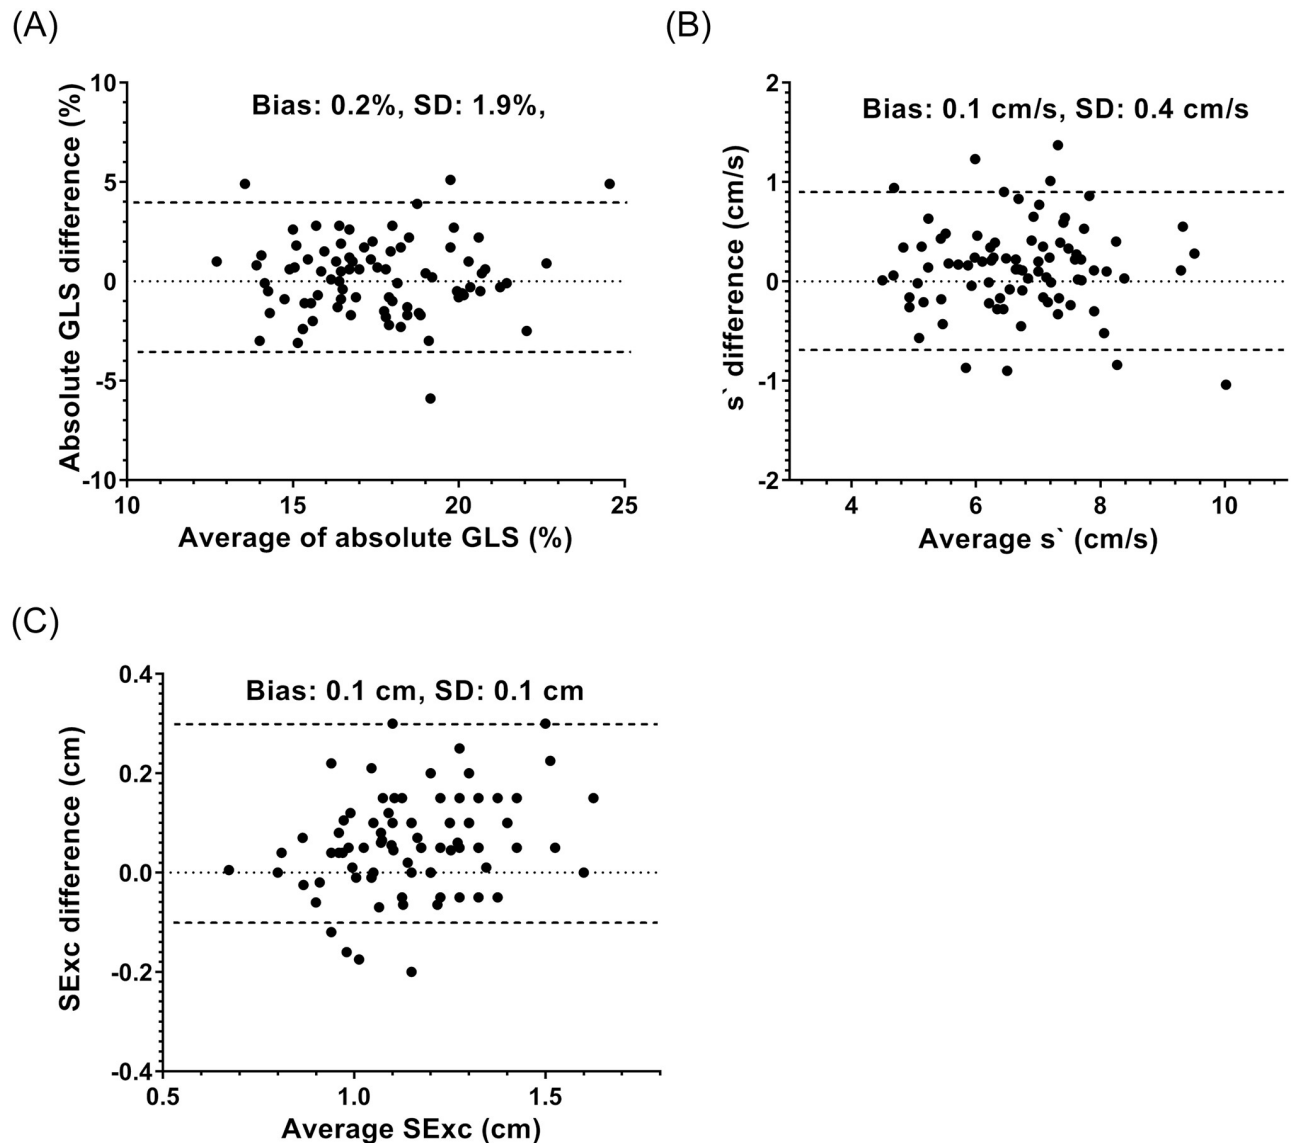 (A)
Absolute GLS difference (%)
10
5
0
-5
-10
Bias: 0.2%, SD: 1.9%,
10 15 20 25
Average of absolute GLS (%)
(B)
s` difference (cm/s)
2
1
0
-1
-2
Bias: 0.1 cm/s, SD: 0.4 cm/s
4 6 8 10
Average s` (cm/s)
(C)
SExc difference (cm)
0.4
0.2
0.0
-0.2
-0.4
Bias: 0.1 cm, SD: 0.1 cm
0.5 1.0 1.5
Average SExc (cm)